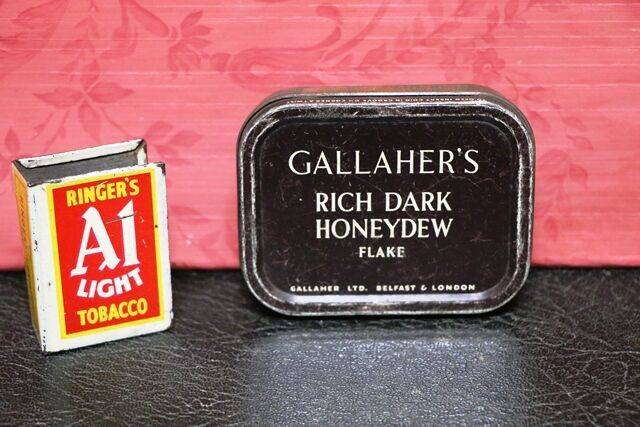 RINGER'S
A1
LIGHT
TOBACCO
GALLAHER'S
RICH DARK
HONEYDEW
FLAKE
GALLAHER LTD. BELFAST & LONDON